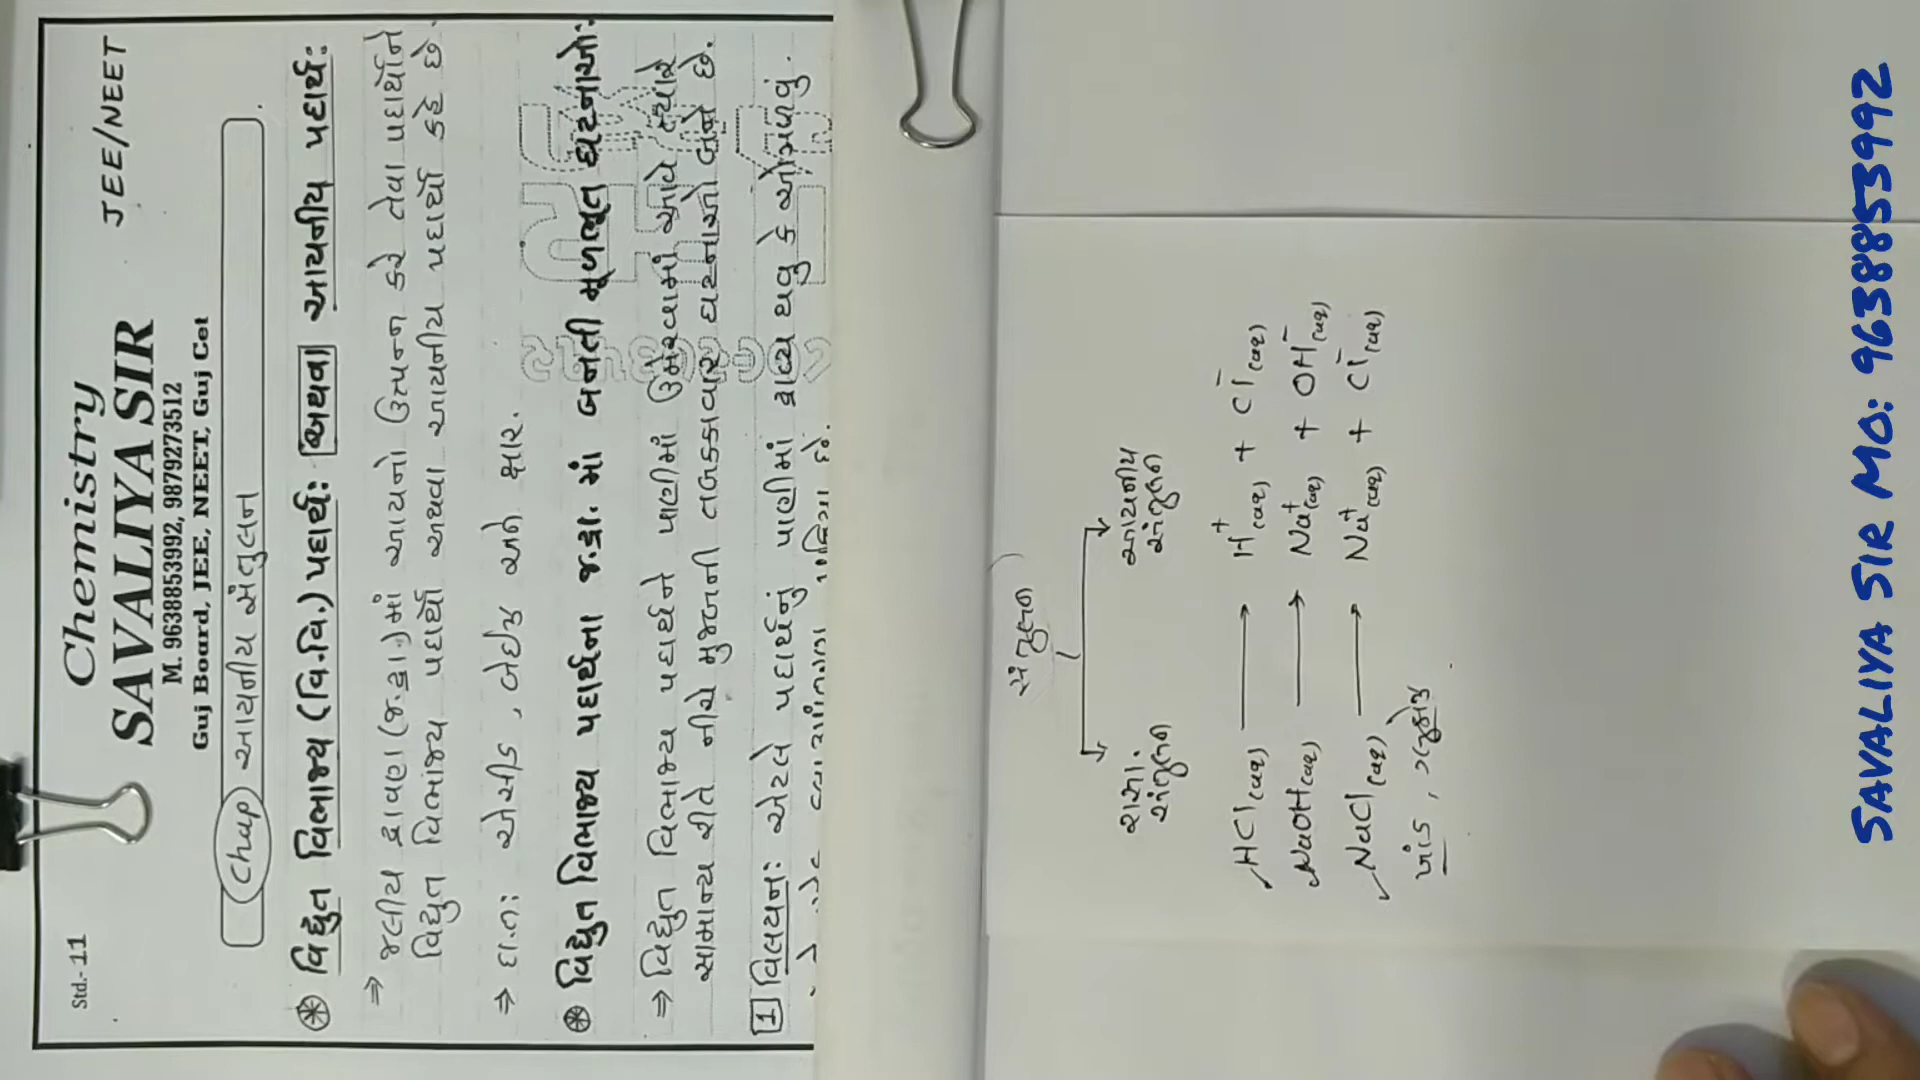 Std.- 11
Chemistry
JEE/NEET
SAVALIYA SIR
M. 9638853992, 9879273512
Guj Board, JEE, NEET, Guj Cet
Chap આયનીય સંતુલન
વિદ્યુત વિભાજ્ય (વિ.વિ.) પદાર્થ: અથવા આયનીય પદાર્થ:
⇒ જલીય દ્રાવણ (જ.દ્રા.)માં આયનો ઉત્પન્ન કરે તેવા પદાર્થોને
વિદ્યુત વિભાજ્ય પદાર્થો અથવા આયનીય પદાર્થો કહે છે.
⇒ દા.ત.: એસીડ, બેઈઝ અને ક્ષાર.
વિદ્યુત વિભાજ્ય પદાર્થના જ.દ્રા. માં બનતી મૂળભૂત ઘટનાઓ:
⇒ વિદ્યુત વિભાજ્ય પદાર્થને પાણીમાં ઉમેરવામાં આવે ત્યારે
સામાન્ય રીતે નીચે મુજબની તબક્કાવાર ઘટનાઓ બને છે.
1 વિલયન: એટલે પદાર્થનું પાણીમાં દ્રાવ્ય થવુ કે ઓગળવું.
સંતુલન
રાસા. સંતુલન
આયનીય સંતુલન
HCl(aq) ⟶ H⁺(aq) + Cl⁻(aq)
NaOH(aq) ⟶ Na⁺(aq) + OH⁻(aq)
NaCl(aq) ⟶ Na⁺(aq) + Cl⁻(aq)
ખાંડ, ગ્લુકોઝ
SAVALIYA SIR MO: 9638853992